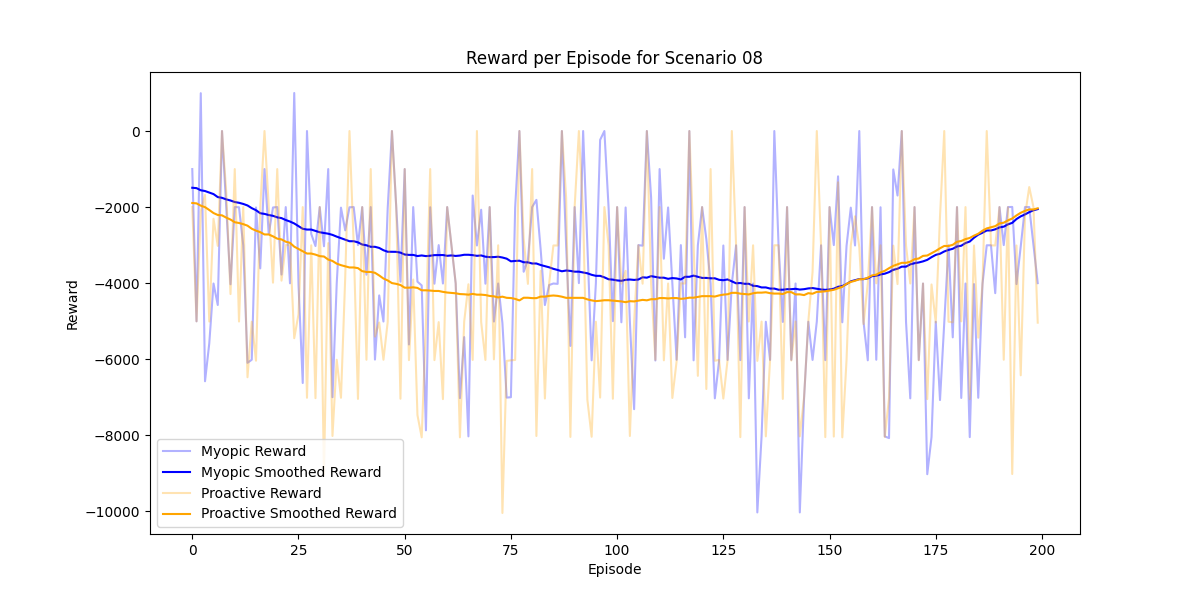 Reward per Episode for Scenario 08
Reward
0
−2000
−4000
−6000
−8000
−10000
Myopic Reward
Myopic Smoothed Reward
Proactive Reward
Proactive Smoothed Reward
0 25 50 75 100 125 150 175 200
Episode